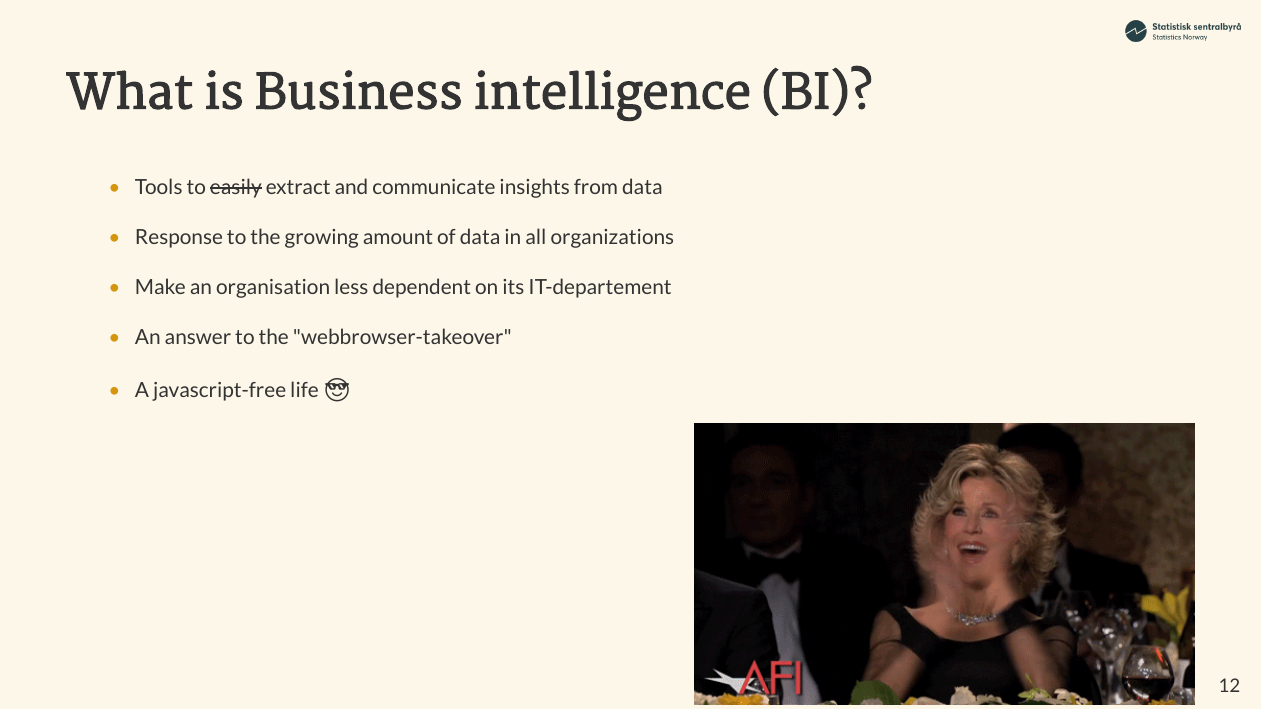 Statistisk sentralbyrå
Statistics Norway
What is Business intelligence (BI)?
Tools to easily extract and communicate insights from data
Response to the growing amount of data in all organizations
Make an organisation less dependent on its IT-departement
An answer to the "webbrowser-takeover"
A javascript-free life 😎
AFI
12